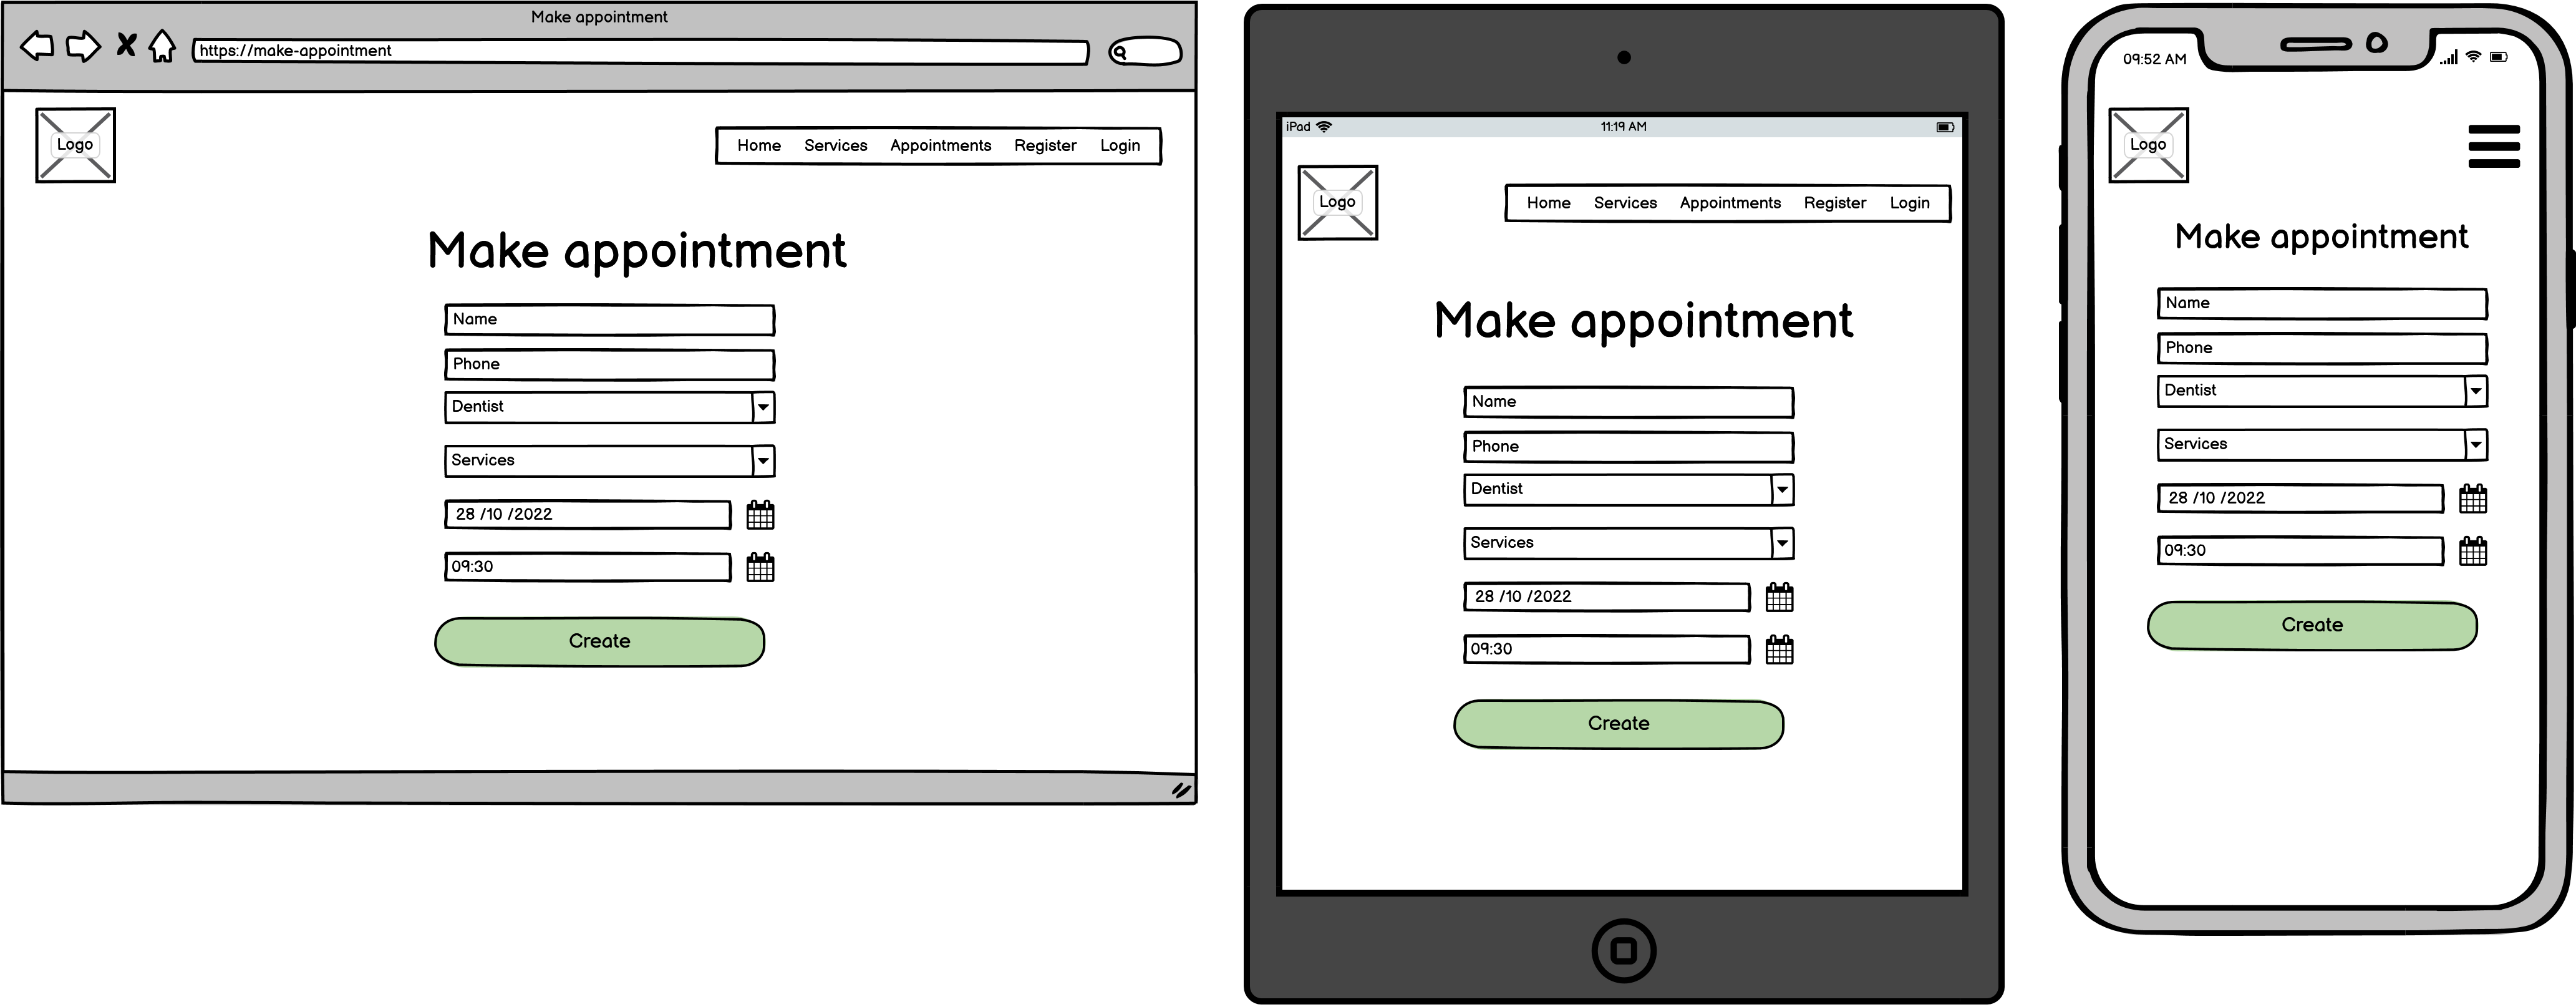 Make appointment
https://make-appointment
Logo
Home Services Appointments Register Login
Make appointment
Name
Phone
Dentist
Services
28 /10 /2022
09:30
Create
iPad 11:19 AM
Logo
Home Services Appointments Register Login
Make appointment
Name
Phone
Dentist
Services
28 /10 /2022
09:30
Create
09:52 AM
Logo
Make appointment
Name
Phone
Dentist
Services
28 /10 /2022
09:30
Create